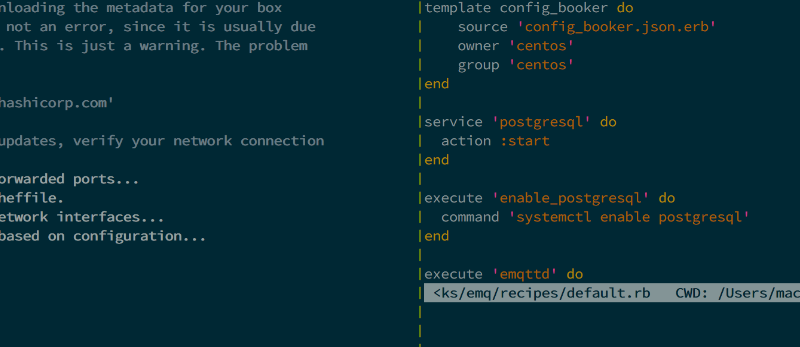 nloading the metadata for your box
not an error, since it is usually due
. This is just a warning. The problem
hashicorp.com'
updates, verify your network connection
orwarded ports...
heffile.
etwork interfaces...
based on configuration...
template config_booker do
source 'config_booker.json.erb'
owner 'centos'
group 'centos'
end
service 'postgresql' do
action :start
end
execute 'enable_postgresql' do
command 'systemctl enable postgresql'
end
execute 'emqttd' do
<ks/emq/recipes/default.rb CWD: /Users/mac